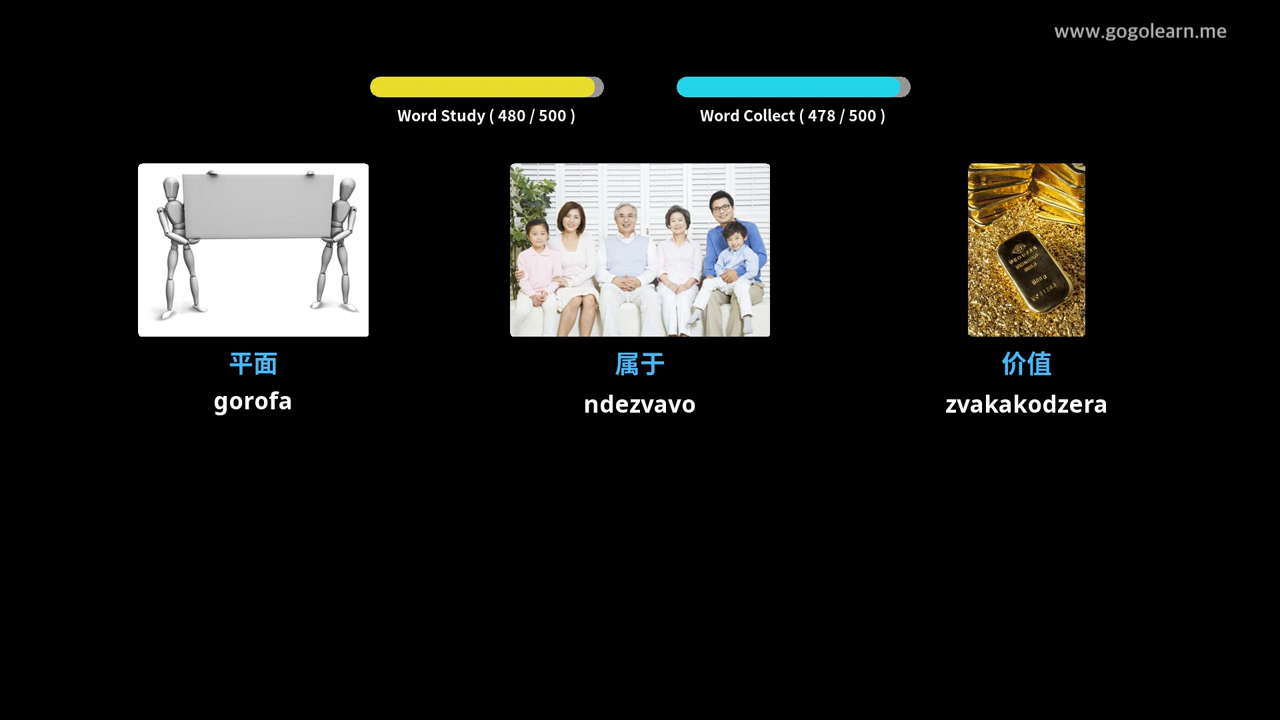 www.gogolearn.me
Word Study ( 480 / 500 )
Word Collect ( 478 / 500 )
平面
属于
价值
gorofa
ndezvavo
zvakakodzera